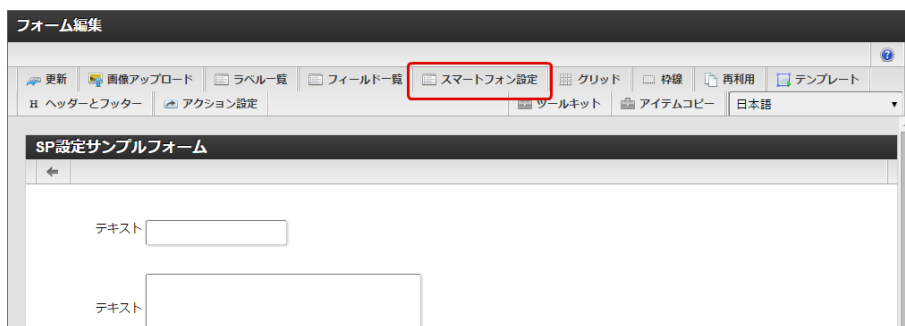 フォーム編集
更新 画像アップロード ラベル一覧 フィールド一覧 スマートフォン設定 グリッド 枠線 再利用 テンプレート
H ヘッダーとフッター アクション設定 ツールキット アイテムコピー 日本語
SP設定サンプルフォーム
テキスト
テキスト